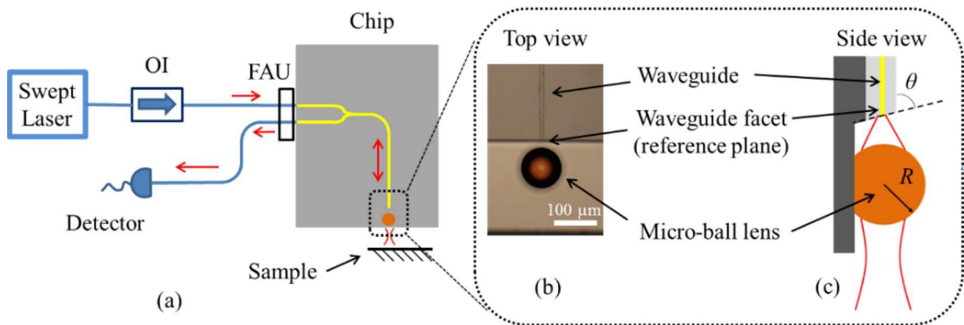 Chip
OI
FAU
Swept
Laser
Detector
Sample
(a)
Top view
Side view
Waveguide
θ
Waveguide facet
(reference plane)
R
100 µm
Micro-ball lens
(b)
(c)